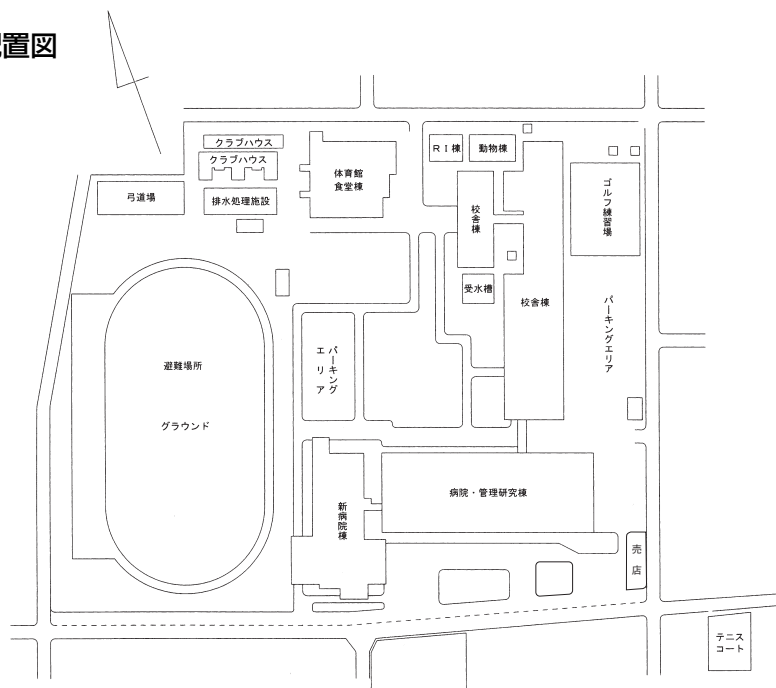 置図
クラブハウス
クラブハウス
弓道場
排水処理施設
体育館
食堂棟
RI棟
動物棟
校舎棟
受水槽
校舎棟
ゴルフ練習場
パーキングエリア
パーキング
エリア
避難場所
グラウンド
新病院棟
病院・管理研究棟
売店
テニス
コート